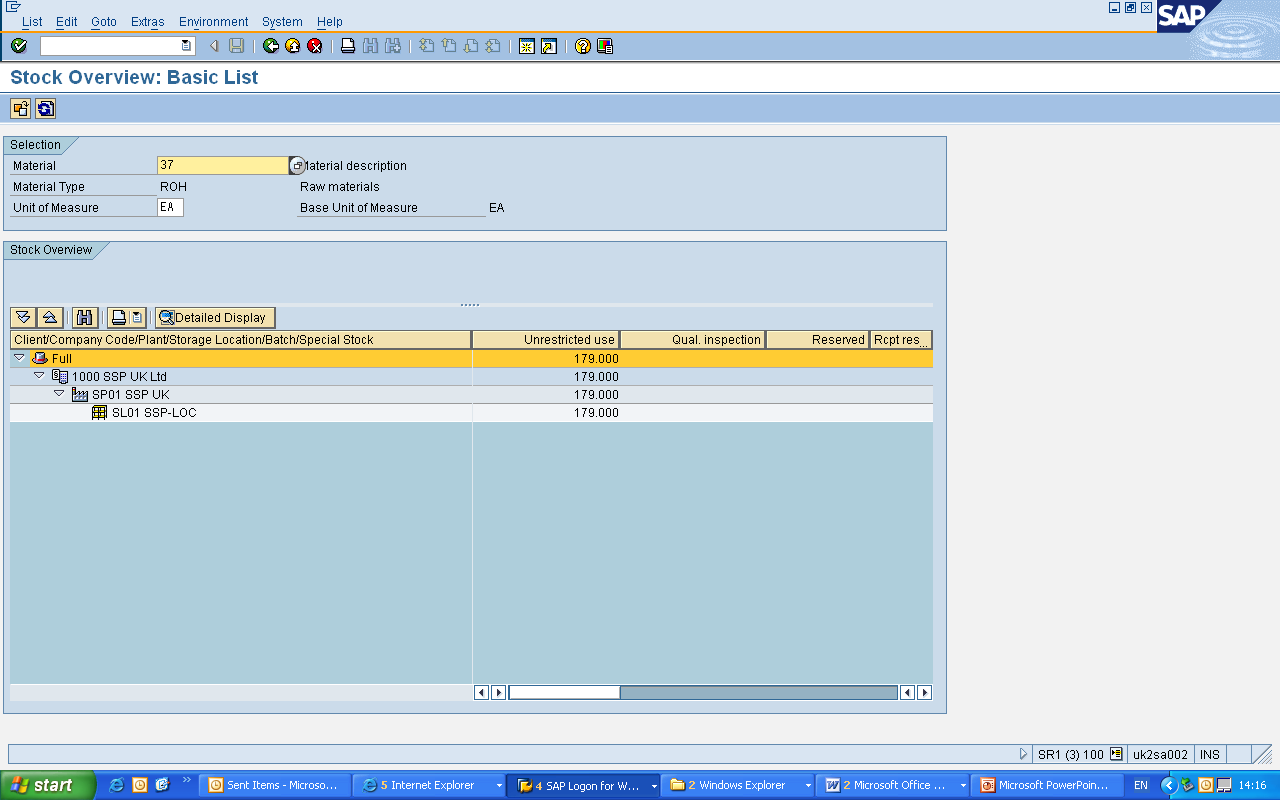 List Edit Goto Extras Environment System Help
SAP
Stock Overview: Basic List
Selection
Material 37 Material description
Material Type ROH Raw materials
Unit of Measure EA Base Unit of Measure EA
Stock Overview
Detailed Display
Client/Company Code/Plant/Storage Location/Batch/Special Stock Unrestricted use Qual. inspection Reserved Rcpt res...
Full 179.000
1000 SSP UK Ltd 179.000
SP01 SSP UK 179.000
SL01 SSP-LOC 179.000
SR1 (3) 100 uk2sa002 INS
start Sent Items - Microso... 5 Internet Explorer 4 SAP Logon for W... 2 Windows Explorer 2 Microsoft Office ... Microsoft PowerPoin... EN 14:16